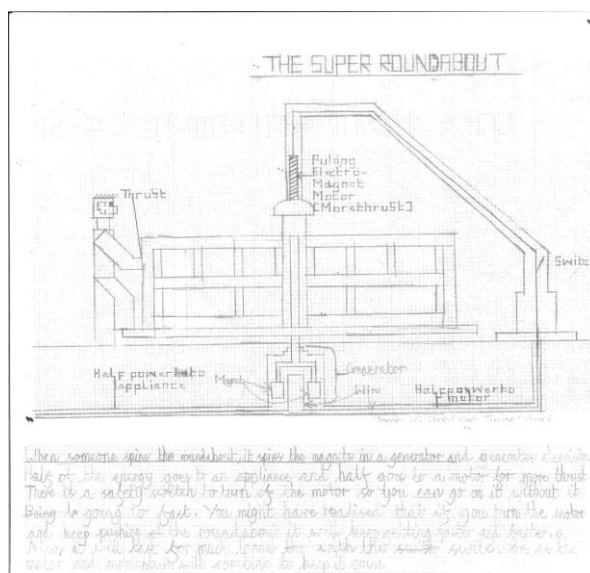 THE SUPER ROUNDABOUT
Puling
Electro-
Magnet
Motor
[More thrust]
Thrust
Switc
Half power to
appliance
Generator
Wire
Half power to
motor
When someone spins the roundabout, it spins the magnets in a generator and generates
Half of the energy goes to an appliance and half goes to a motor for more thrust
There is a safety switch to turn of the motor so you can go on it without it
Being to going to fast. You might have realised that if you turn the motor
and keep pushing the roundabout it will keep getting faster and
Also it will last for much longer with the switch on as the
motor and momentum will combine to keep it going